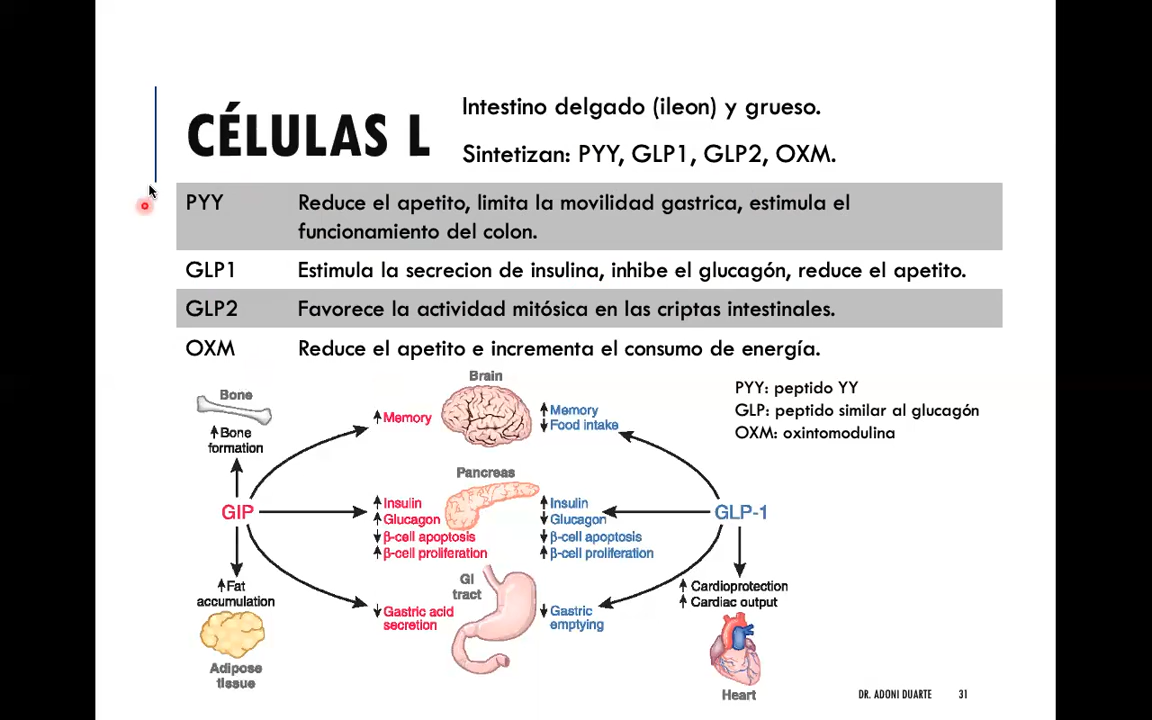 CÉLULAS L
Intestino delgado (ileon) y grueso.
Sintetizan: PYY, GLP1, GLP2, OXM.
PYY Reduce el apetito, limita la movilidad gastrica, estimula el
funcionamiento del colon.
GLP1 Estimula la secrecion de insulina, inhibe el glucagón, reduce el apetito.
GLP2 Favorece la actividad mitósica en las criptas intestinales.
OXM Reduce el apetito e incrementa el consumo de energía.
PYY: peptido YY
GLP: peptido similar al glucagón
OXM: oxintomodulina
Bone
↑Bone
formation
GIP
↑Fat
accumulation
Adipose
tissue
Brain
↑Memory
↑Memory
↓Food intake
Pancreas
↑Insulin
↑Glucagon
↓β-cell apoptosis
↑β-cell proliferation
↑Insulin
↓Glucagon
↓β-cell apoptosis
↑β-cell proliferation
GI
tract
↓Gastric acid
secretion
↓Gastric
emptying
GLP-1
↑Cardioprotection
↑Cardiac output
Heart
DR. ADONI DUARTE 31